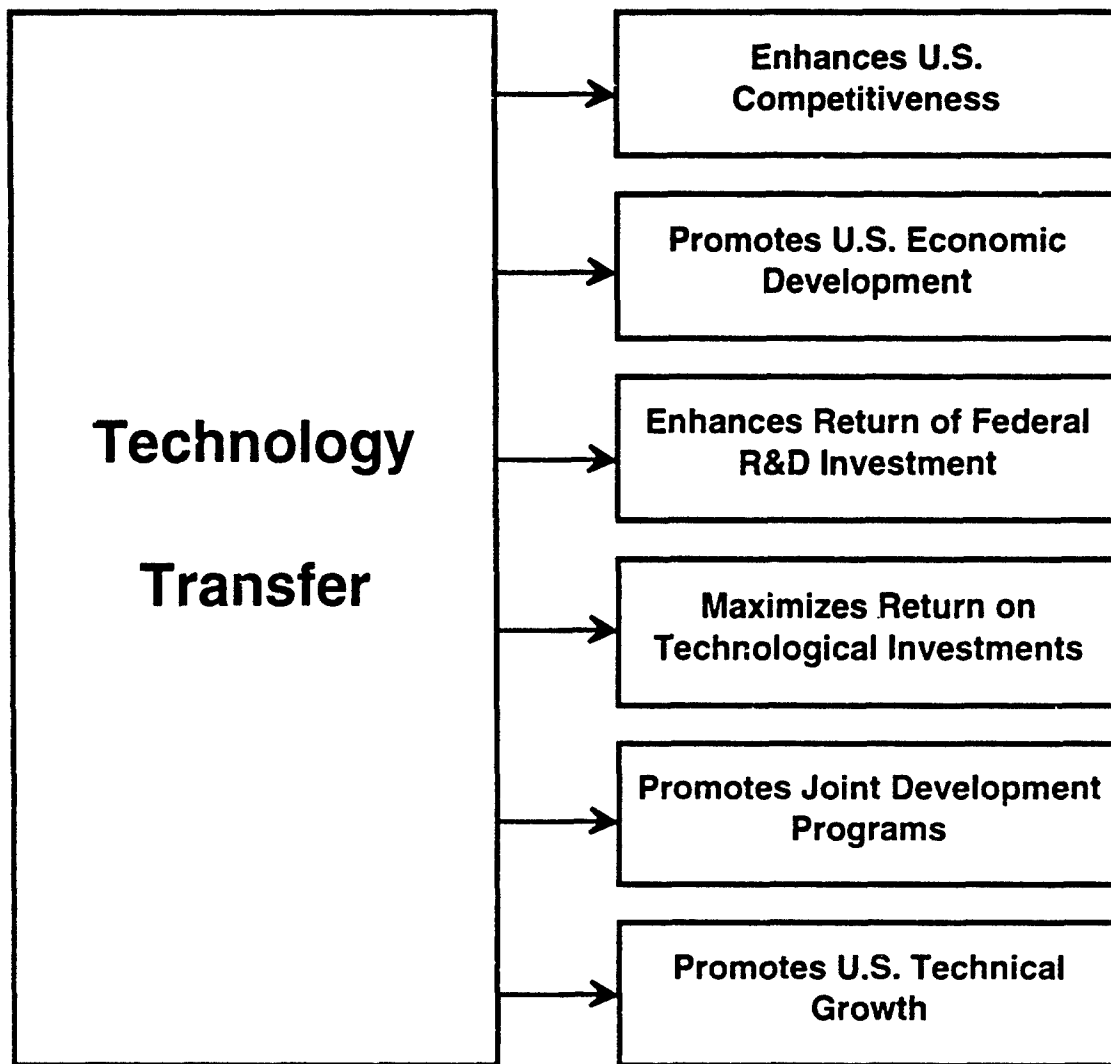 Technology
Transfer
Enhances U.S.
Competitiveness
Promotes U.S. Economic
Development
Enhances Return of Federal
R&D Investment
Maximizes Return on
Technological Investments
Promotes Joint Development
Programs
Promotes U.S. Technical
Growth